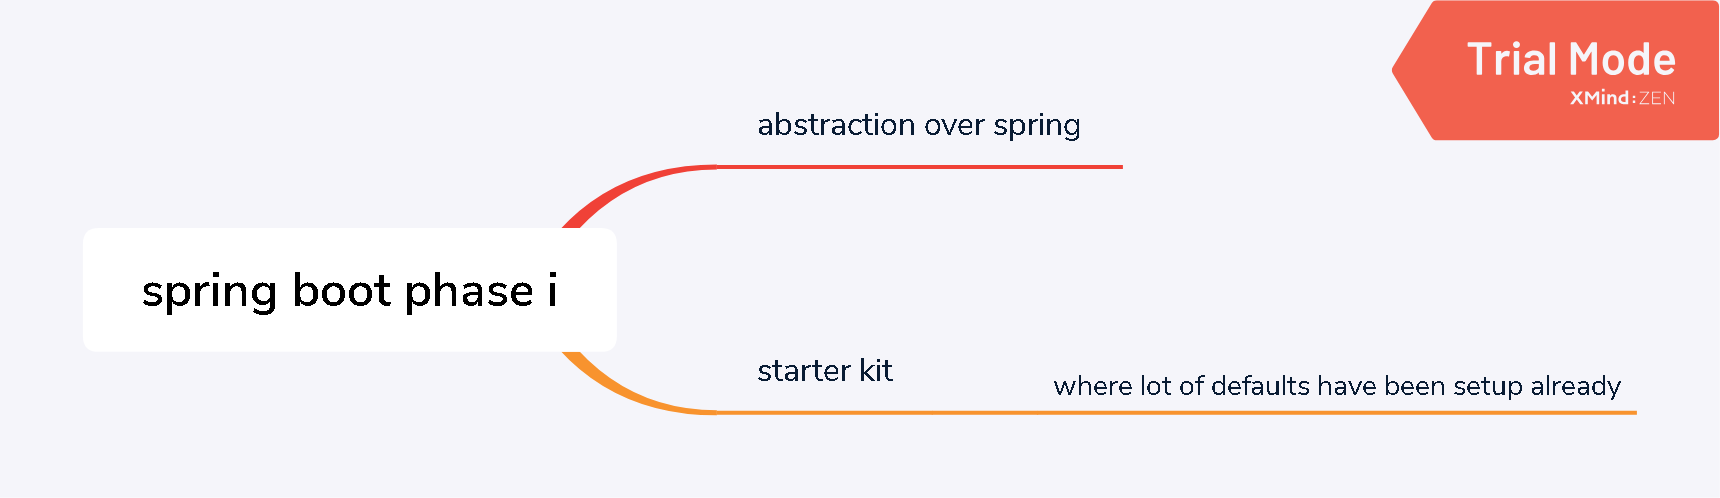 Trial Mode
XMind:ZEN
abstraction over spring
spring boot phase i
starter kit
where lot of defaults have been setup already